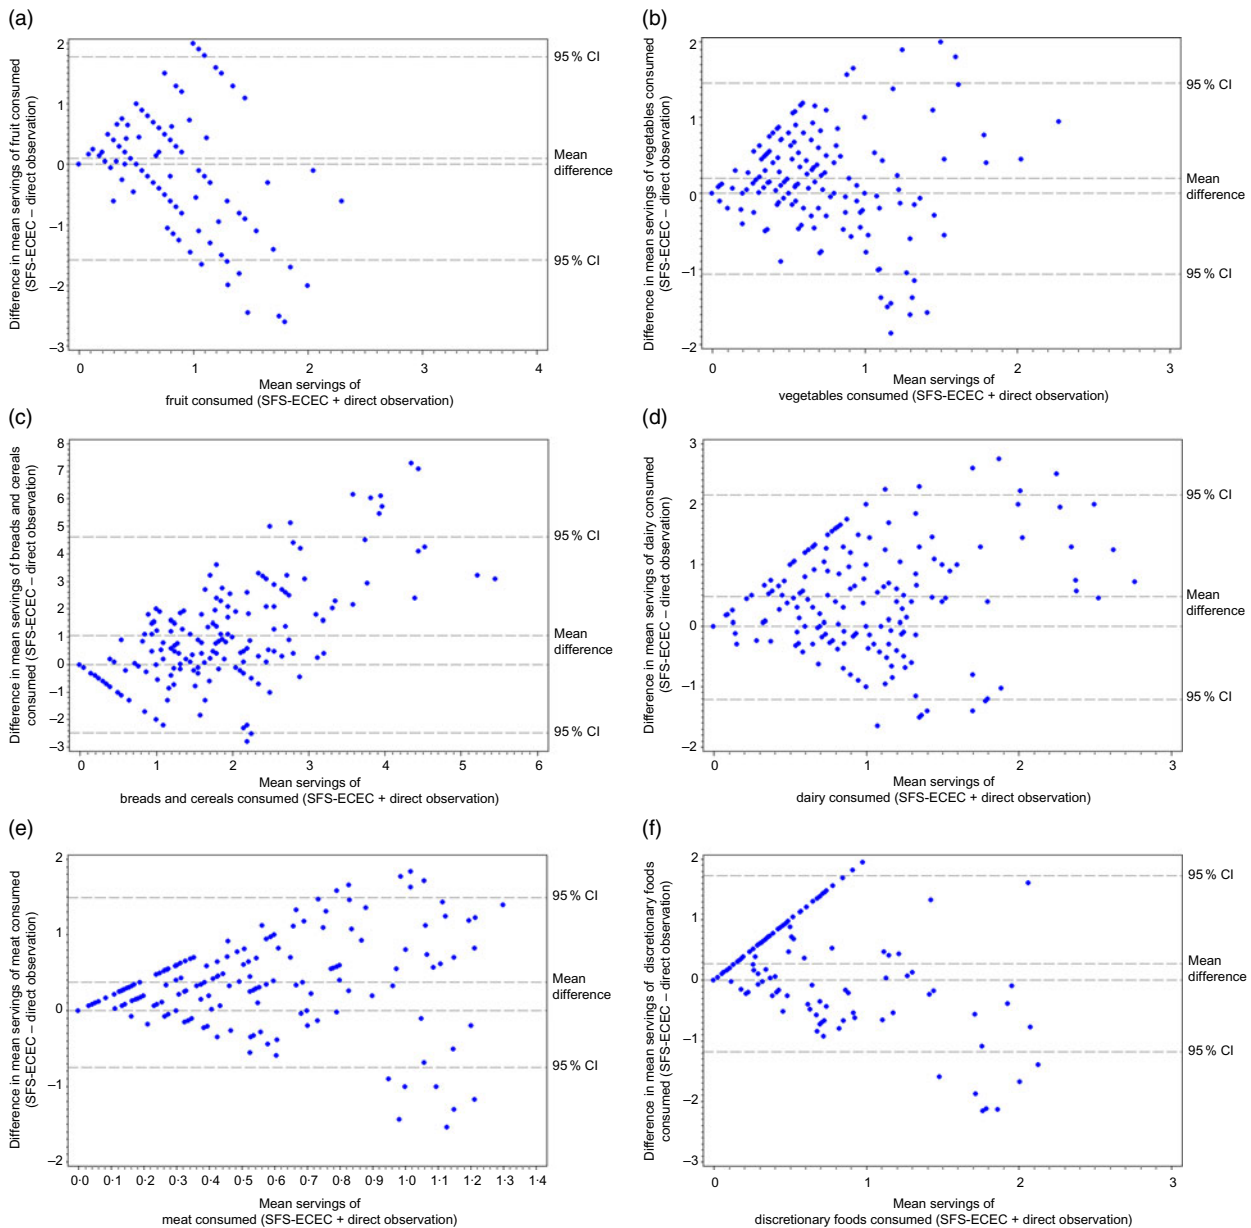 (a)
Difference in mean servings of fruit consumed
(SFS-ECEC – direct observation)
2
1
0
–1
–2
–3
95 % CI
Mean
difference
95 % CI
0
1
2
3
4
Mean servings of
fruit consumed (SFS-ECEC + direct observation)
(b)
Difference in mean servings of vegetables consumed
(SFS-ECEC – direct observation)
2
1
0
–1
–2
95 % CI
Mean
difference
95 % CI
0
1
2
3
Mean servings of
vegetables consumed (SFS-ECEC + direct observation)
(c)
Difference in mean servings of breads and cereals
consumed (SFS-ECEC – direct observation)
8
7
6
5
4
3
2
1
0
–1
–2
–3
95 % CI
Mean
difference
95 % CI
0
1
2
3
4
5
6
Mean servings of
breads and cereals consumed (SFS-ECEC + direct observation)
(d)
Difference in mean servings of dairy consumed
(SFS-ECEC – direct observation)
3
2
1
0
–1
–2
95 % CI
Mean
difference
95 % CI
0
1
2
3
Mean servings of
dairy consumed (SFS-ECEC + direct observation)
(e)
Difference in mean servings of meat consumed
(SFS-ECEC – direct observation)
2
1
0
–1
–2
95 % CI
Mean
difference
95 % CI
0·0
0·1
0·2
0·3
0·4
0·5
0·6
0·7
0·8
0·9
1·0
1·1
1·2
1·3
1·4
Mean servings of
meat consumed (SFS-ECEC + direct observation)
(f)
Difference in mean servings of discretionary foods
consumed (SFS-ECEC – direct observation)
2
1
0
–1
–2
–3
95 % CI
Mean
difference
95 % CI
0
1
2
3
Mean servings of
discretionary foods consumed (SFS-ECEC + direct observation)